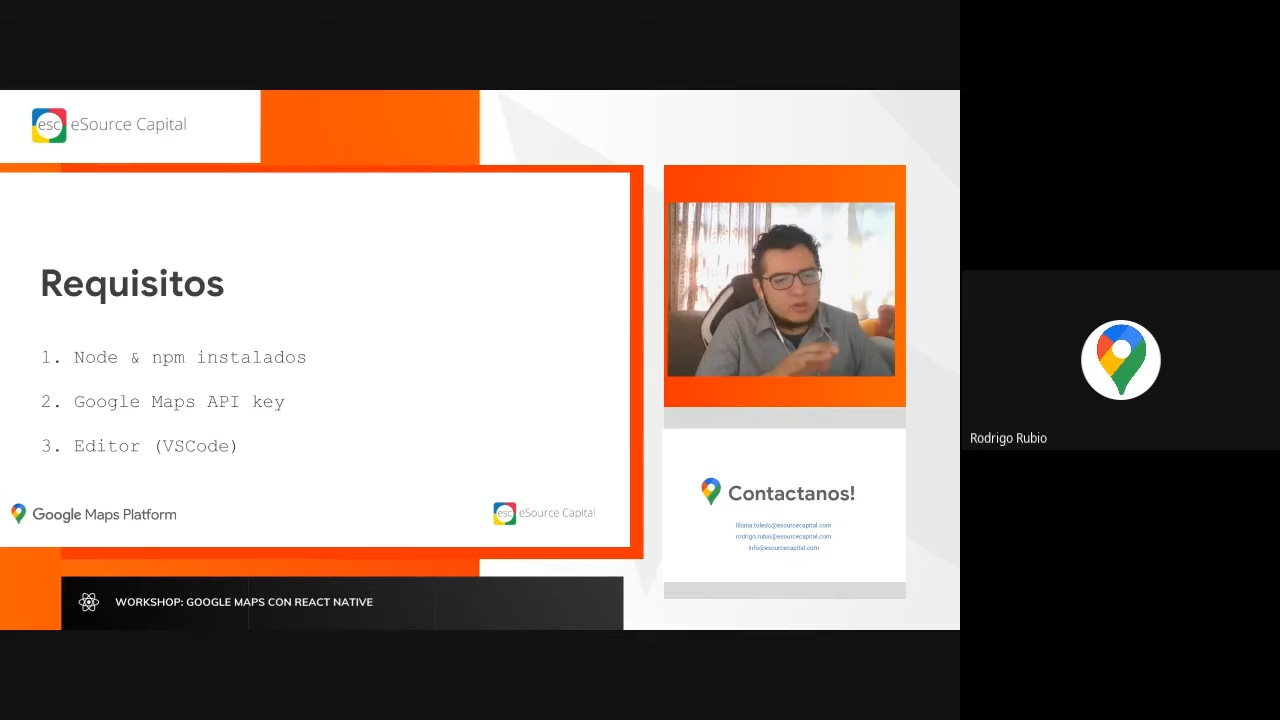 esc eSource Capital
Requisitos
1. Node & npm instalados
2. Google Maps API key
3. Editor (VSCode)
Google Maps Platform
esc eSource Capital
WORKSHOP: GOOGLE MAPS CON REACT NATIVE
Contactanos!
liliana.toledo@esourcecapital.com
rodrigo.rubio@esourcecapital.com
info@esourcecapital.com
Rodrigo Rubio